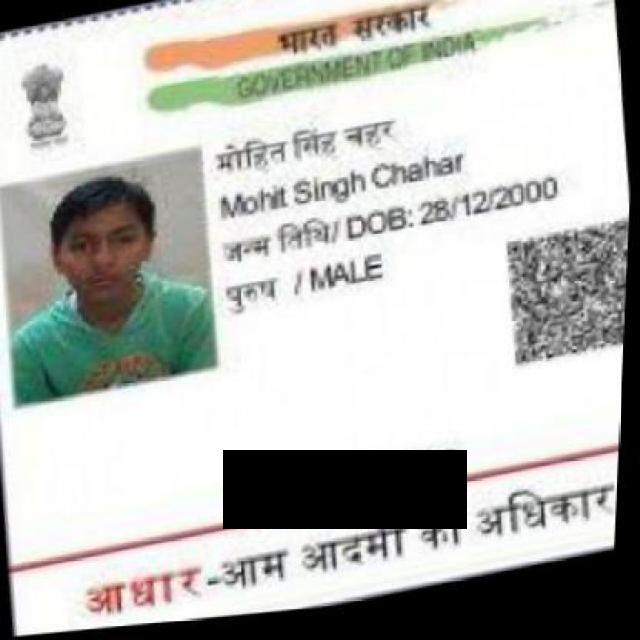 भारत सरकार
GOVERNMENT OF INDIA
मोहित सिंह चहर
Mohit Singh Chahar
जन्म तिथि/ DOB: 28/12/2000
पुरुष / MALE
आधार-आम आदमी का अधिकार